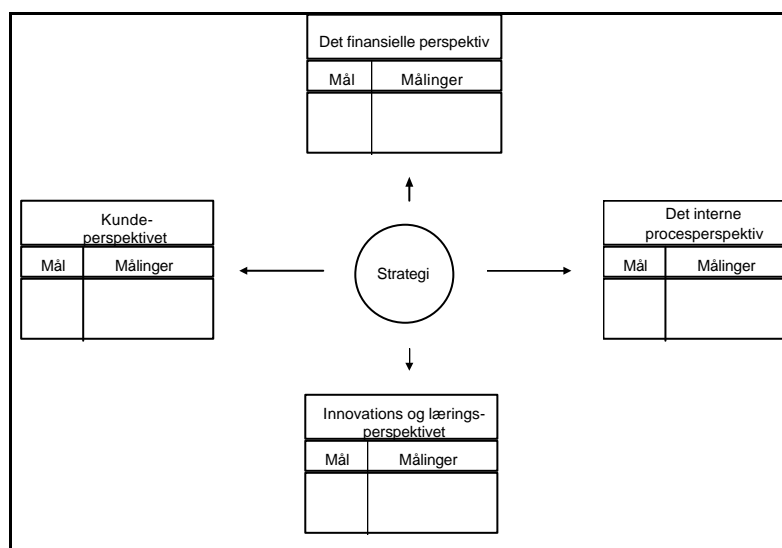 Det finansielle perspektiv
Mål Målinger
Kunde-
perspektivet
Mål Målinger
Strategi
Det interne
procesperspektiv
Mål Målinger
Innovations og lærings-
perspektivet
Mål Målinger